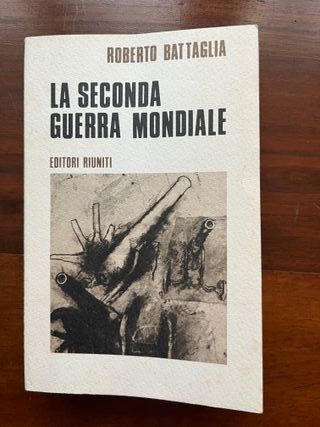 ROBERTO BATTAGLIA
LA SECONDA
GUERRA MONDIALE
EDITORI RIUNITI